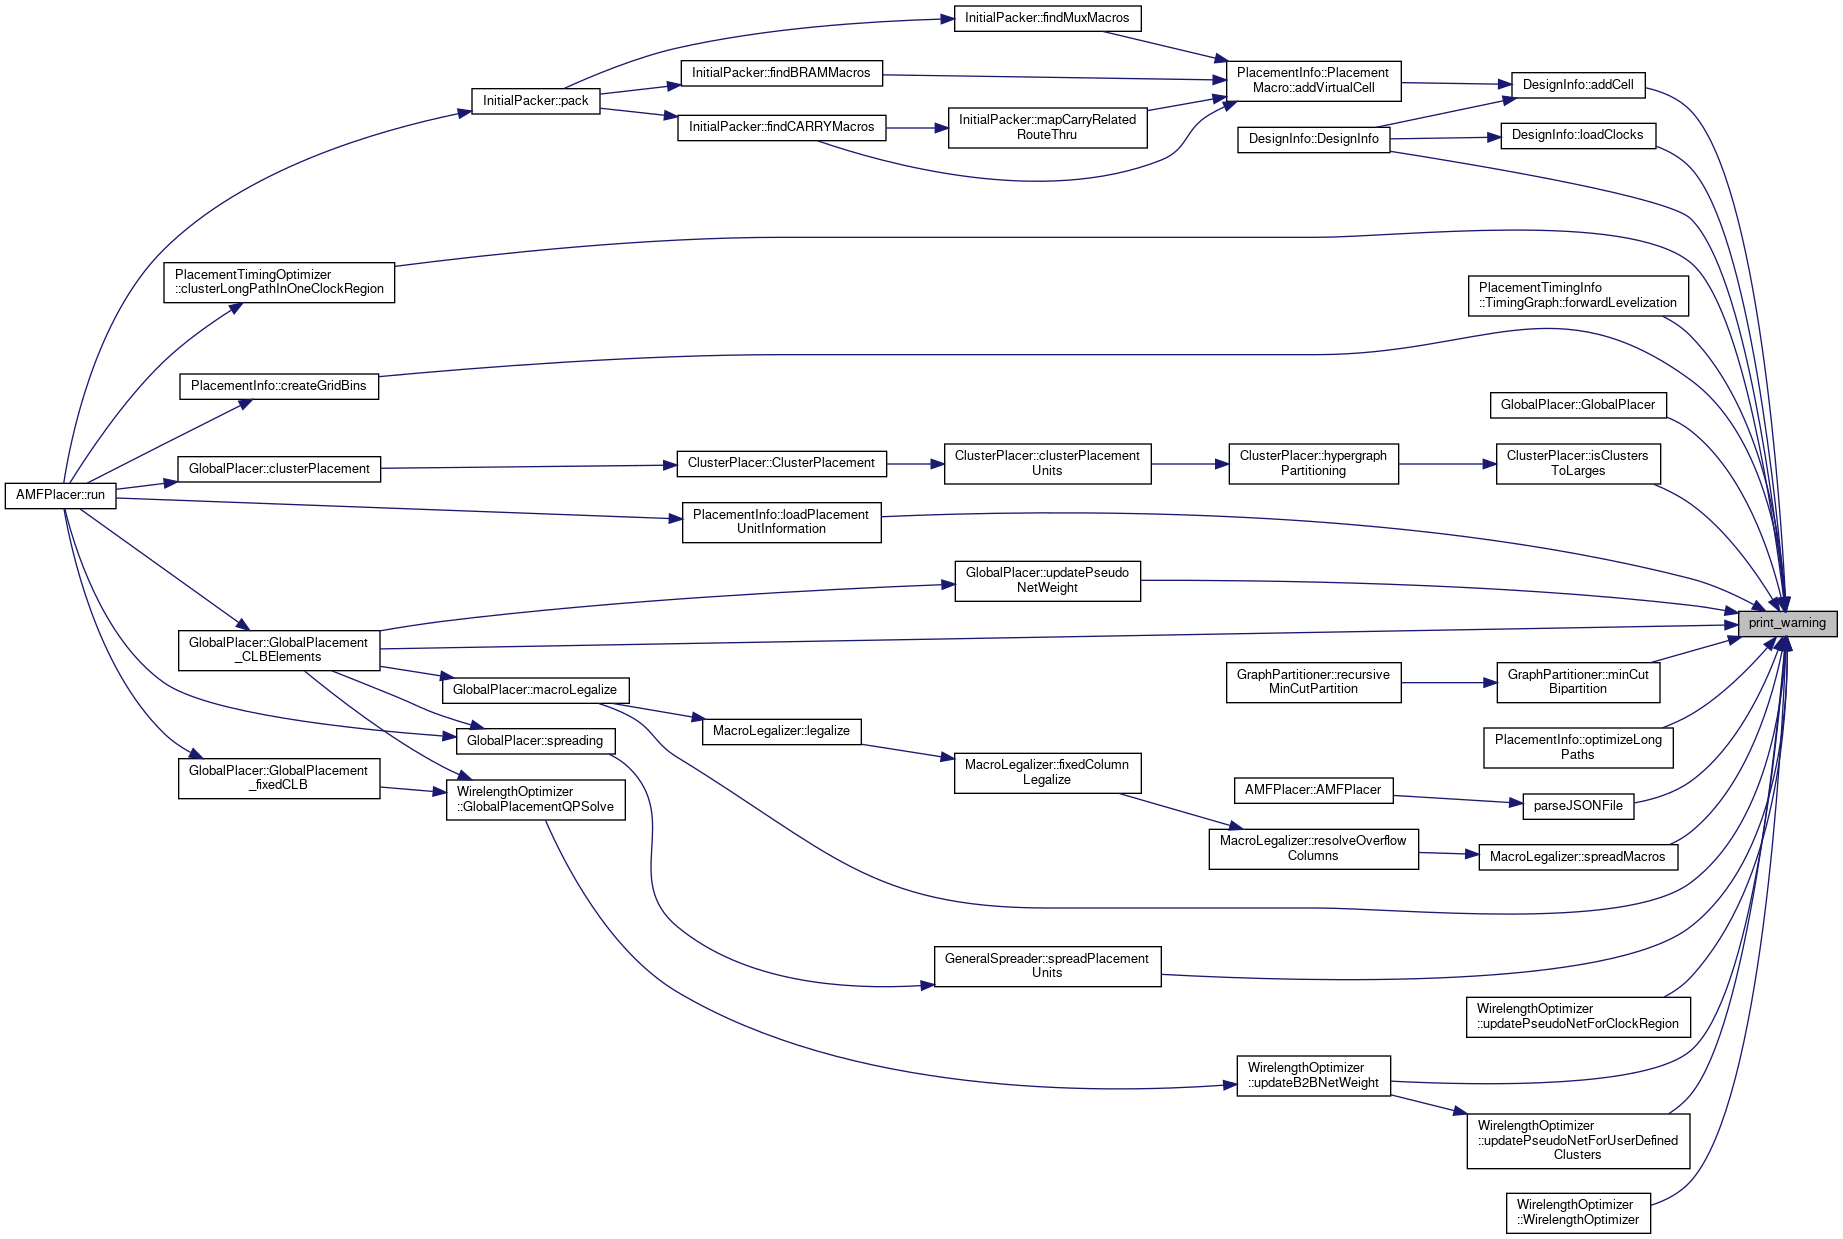 InitialPacker::findMuxMacros
InitialPacker::findBRAMMacros
PlacementInfo::Placement
Macro::addVirtualCell
DesignInfo::addCell
InitialPacker::pack
InitialPacker::findCARRYMacros
InitialPacker::mapCarryRelated
RouteThru
DesignInfo::DesignInfo
DesignInfo::loadClocks
PlacementTimingOptimizer
::clusterLongPathInOneClockRegion
PlacementTimingInfo
::TimingGraph::forwardLevelization
PlacementInfo::createGridBins
GlobalPlacer::GlobalPlacer
AMFPlacer::run
GlobalPlacer::clusterPlacement
ClusterPlacer::ClusterPlacement
ClusterPlacer::clusterPlacement
Units
ClusterPlacer::hypergraph
Partitioning
ClusterPlacer::isClusters
ToLarges
PlacementInfo::loadPlacement
UnitInformation
GlobalPlacer::updatePseudo
NetWeight
print_warning
GlobalPlacer::GlobalPlacement
_CLBElements
GlobalPlacer::macroLegalize
GraphPartitioner::recursive
MinCutPartition
GraphPartitioner::minCut
Bipartition
GlobalPlacer::spreading
MacroLegalizer::legalize
PlacementInfo::optimizeLong
Paths
GlobalPlacer::GlobalPlacement
_fixedCLB
WirelengthOptimizer
::GlobalPlacementQPSolve
MacroLegalizer::fixedColumn
Legalize
AMFPlacer::AMFPlacer
parseJSONFile
MacroLegalizer::resolveOverflow
Columns
MacroLegalizer::spreadMacros
GeneralSpreader::spreadPlacement
Units
WirelengthOptimizer
::updatePseudoNetForClockRegion
WirelengthOptimizer
::updateB2BNetWeight
WirelengthOptimizer
::updatePseudoNetForUserDefined
Clusters
WirelengthOptimizer
::WirelengthOptimizer